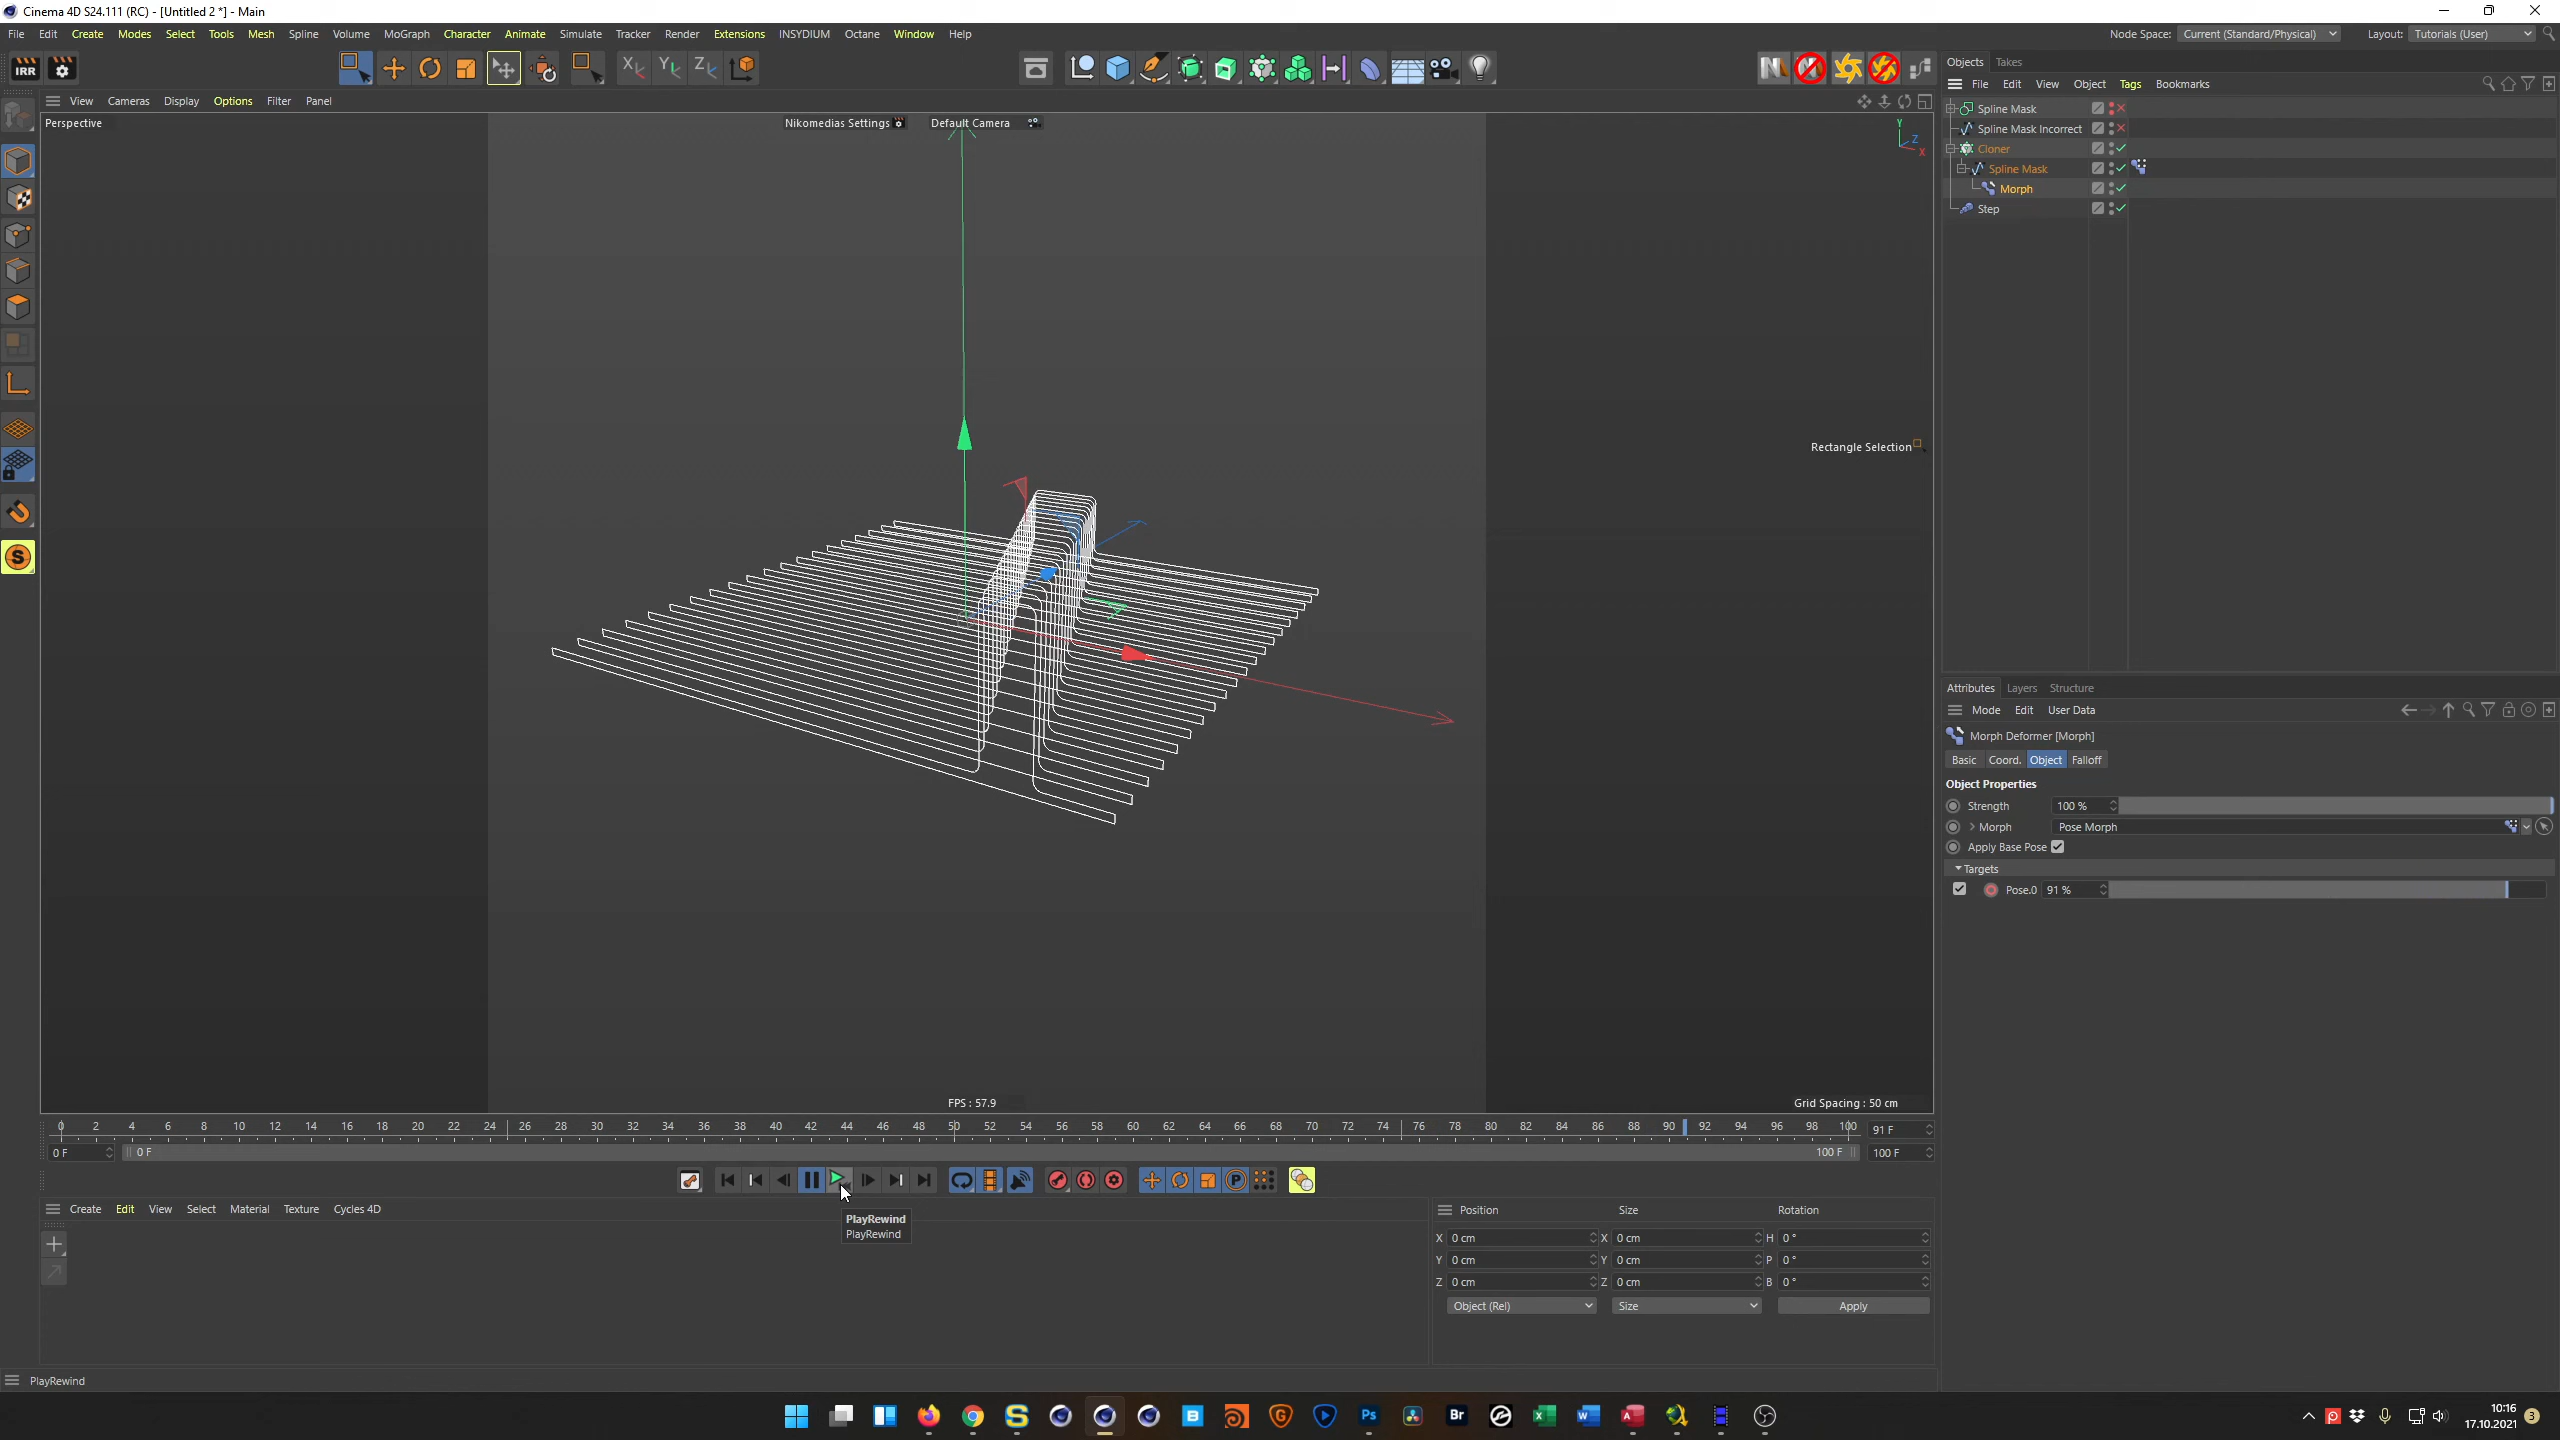 Cinema 4D S24.111 (RC) - [Untitled 2 *] - Main
File Edit Create Modes Select Tools Mesh Spline Volume MoGraph Character Animate Simulate Tracker Render Extensions INSYDIUM Octane Window Help
Node Space: Current (Standard/Physical) Layout: Tutorials (User)
IRR
X Y Z
Objects Takes
File Edit View Object Tags Bookmarks
View Cameras Display Options Filter Panel
Perspective
Nikomedias Settings
Default Camera
Y
Z
X
Spline Mask
Spline Mask Incorrect
Cloner
Spline Mask
Morph
Step
Rectangle Selection
Attributes Layers Structure
Mode Edit User Data
Morph Deformer [Morph]
Basic Coord. Object Falloff
Object Properties
Strength 100 %
Morph Pose Morph
Apply Base Pose
Targets
Pose.0 91 %
FPS : 57.9
Grid Spacing : 50 cm
0 2 4 6 8 10 12 14 16 18 20 22 24 26 28 30 32 34 36 38 40 42 44 46 48 50 52 54 56 58 60 62 64 66 68 70 72 74 76 78 80 82 84 86 88 90 92 94 96 98 100
91 F
0 F 0 F 100 F 100 F
PlayRewind
PlayRewind
Create Edit View Select Material Texture Cycles 4D
Position Size Rotation
X 0 cm X 0 cm H 0 °
Y 0 cm Y 0 cm P 0 °
Z 0 cm Z 0 cm B 0 °
Object (Rel) Size Apply
PlayRewind
Ps Br
10:16
17.10.2021
3